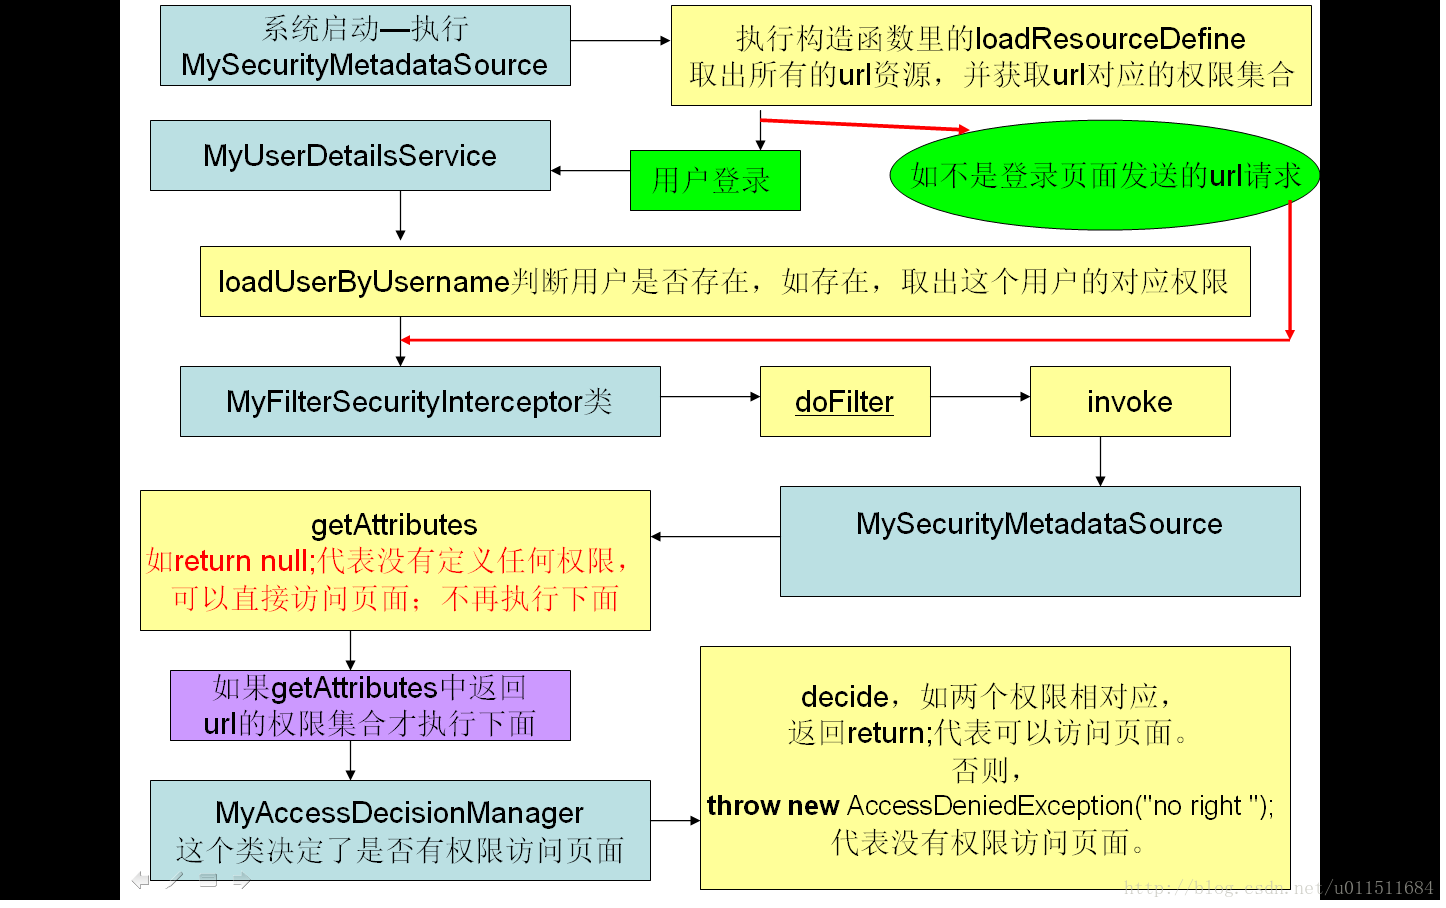 系统启动—执行
MySecurityMetadataSource
执行构造函数里的loadResourceDefine
取出所有的url资源，并获取url对应的权限集合
MyUserDetailsService
用户登录
如不是登录页面发送的url请求
loadUserByUsername判断用户是否存在，如存在，取出这个用户的对应权限
MyFilterSecurityInterceptor类
doFilter
invoke
MySecurityMetadataSource
getAttributes
如return null;代表没有定义任何权限，
可以直接访问页面；不再执行下面
如果getAttributes中返回
url的权限集合才执行下面
MyAccessDecisionManager
这个类决定了是否有权限访问页面
decide，如两个权限相对应，
返回return;代表可以访问页面。
否则，
throw new AccessDeniedException("no right ");
代表没有权限访问页面。
http://blog.csdn.net/u011511684